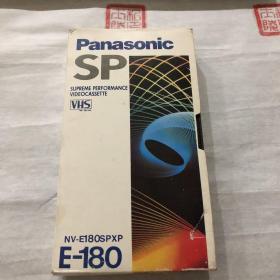 Panasonic
SP
SUPREME PERFORMANCE
VIDEOCASSETTE
VHS
NV-E180SPXP
E-180